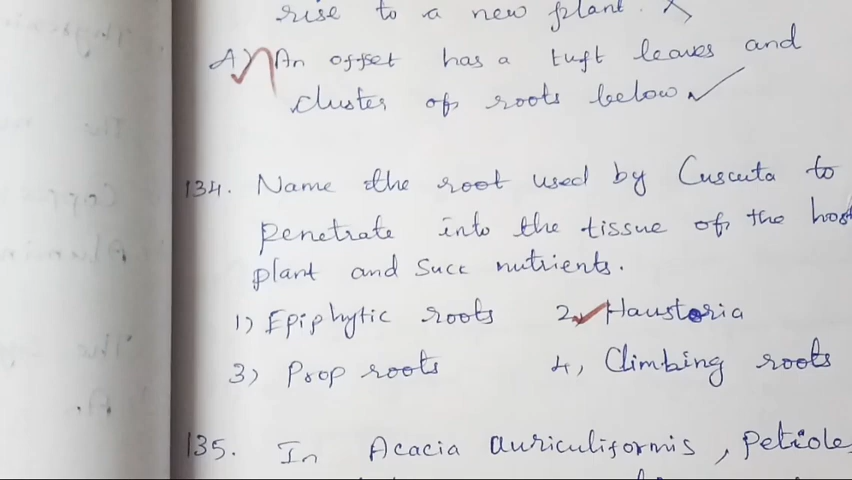 rise to a new plant.
4) An offset has a tuft leaves and
cluster of roots below
134. Name the root used by Cuscuta to
penetrate into the tissue of the host
plant and succ nutrients.
1) Epiphytic roots 2, Haustoria
3) Prop roots 4, Climbing roots
135. In Acacia auriculiformis, petiole